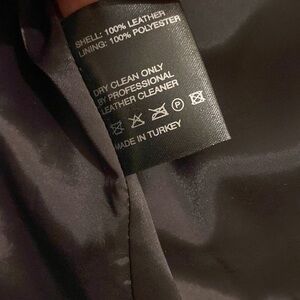 SHELL: 100% LEATHER
LINING: 100% POLYESTER
DRY CLEAN ONLY
BY PROFESSIONAL
LEATHER CLEANER
P
MADE IN TURKEY